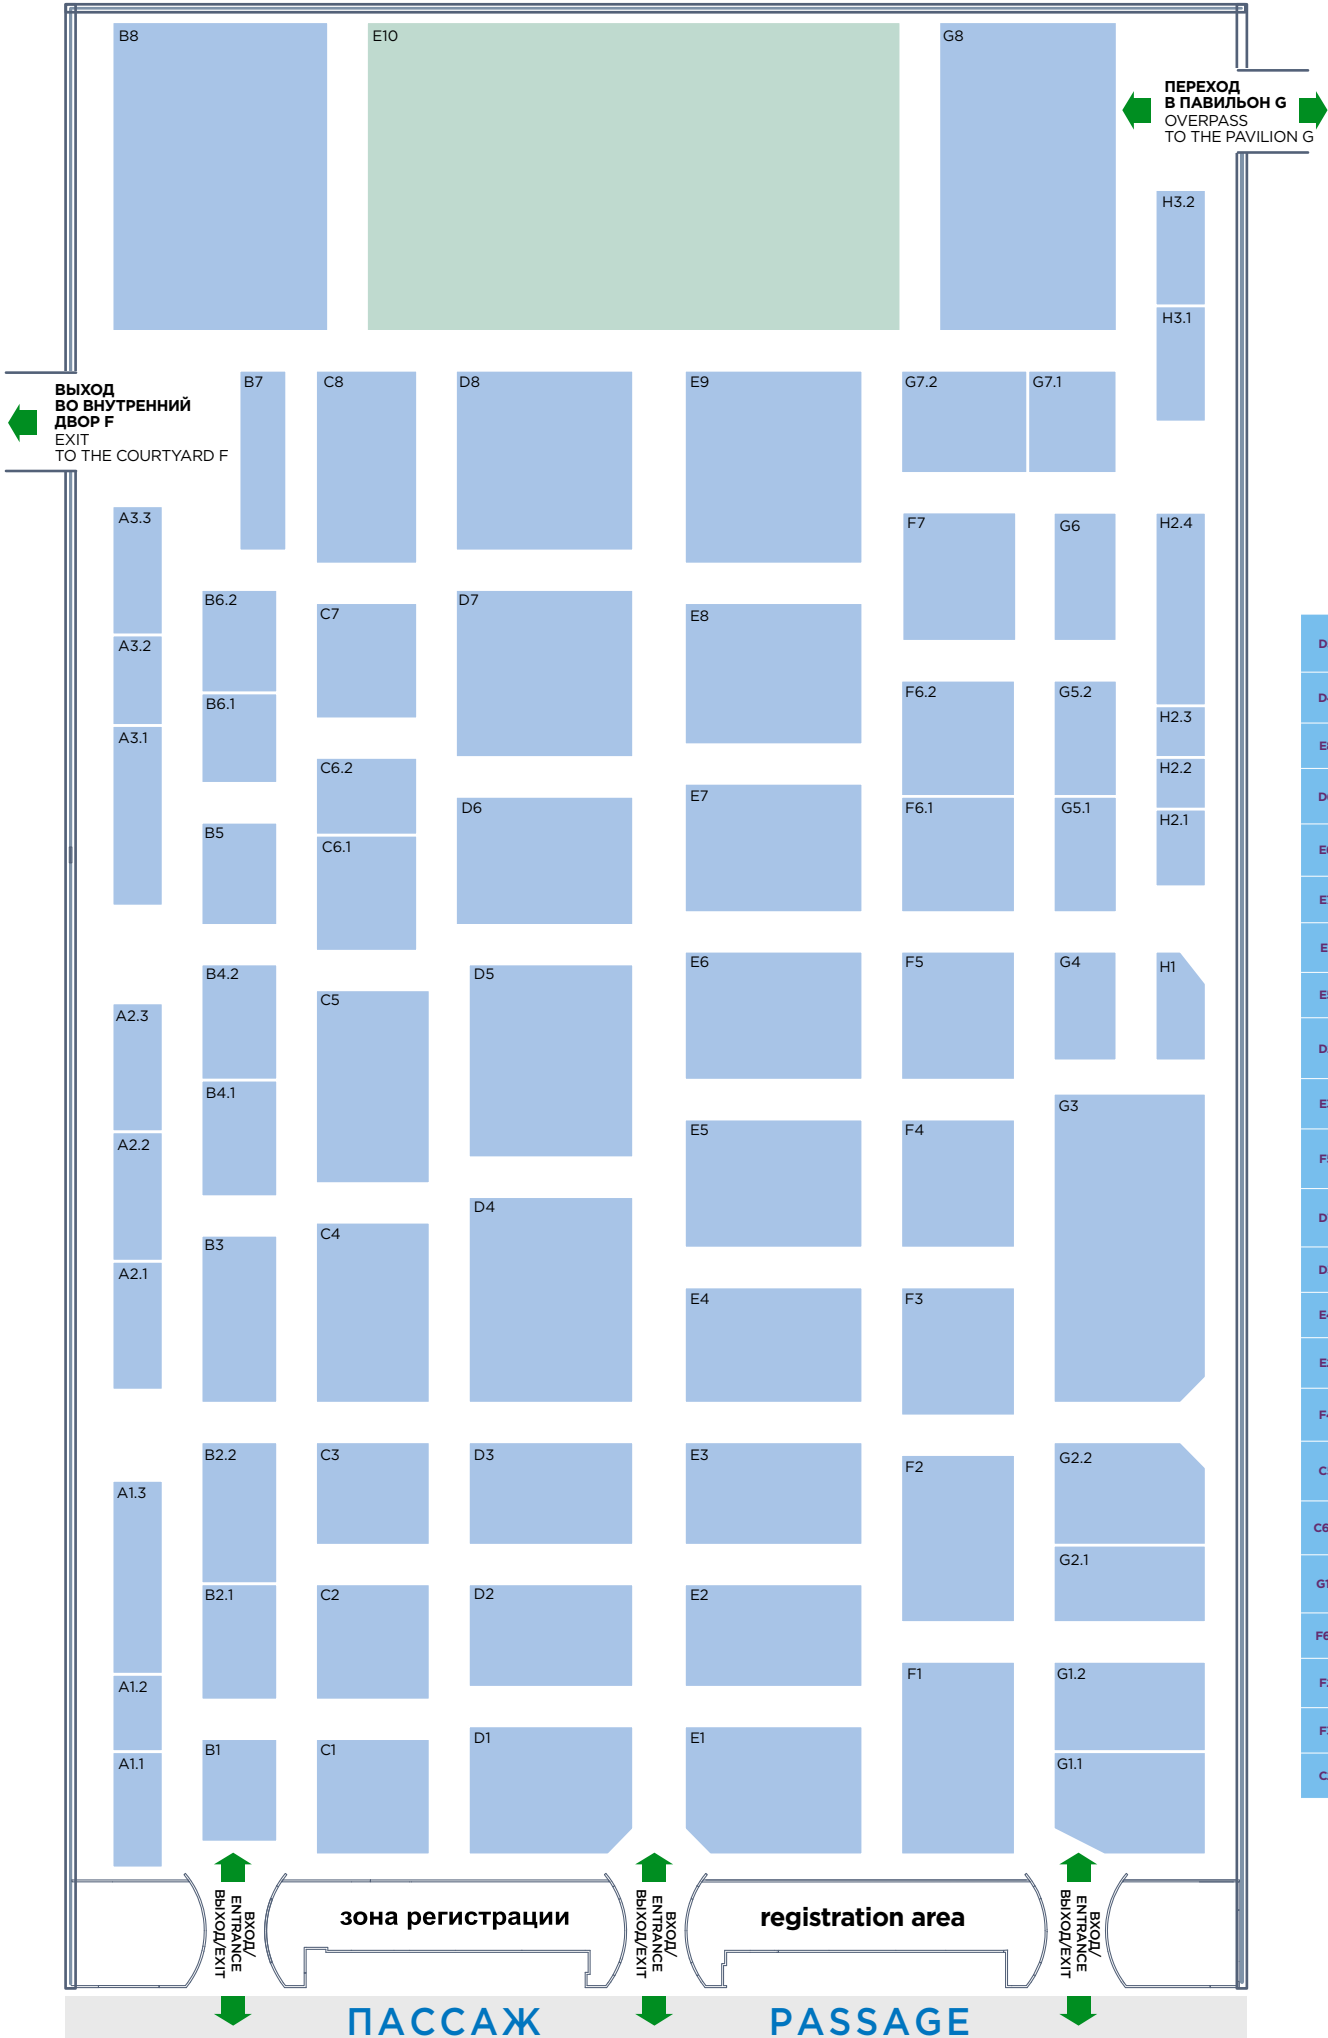 B8
E10
G8
ПЕРЕХОД
В ПАВИЛЬОН G
OVERPASS
TO THE PAVILION G
H3.2
H3.1
ВЫХОД
ВО ВНУТРЕННИЙ
ДВОР F
EXIT
TO THE COURTYARD F
B7
C8
D8
E9
G7.2
G7.1
A3.3
F7
G6
H2.4
B6.2
C7
D7
E8
A3.2
B6.1
F6.2
G5.2
H2.3
A3.1
C6.2
H2.2
B5
C6.1
D6
E7
F6.1
G5.1
H2.1
B4.2
D5
E6
F5
G4
H1
A2.3
C5
B4.1
G3
A2.2
E5
F4
D4
B3
C4
A2.1
E4
F3
B2.2
C3
D3
E3
F2
G2.2
A1.3
G2.1
B2.1
C2
D2
E2
A1.2
F1
G1.2
A1.1
B1
C1
D1
E1
G1.1
ВХОД/
ENTRANCE
ВЫХОД/EXIT
зона регистрации
ВХОД/
ENTRANCE
ВЫХОД/EXIT
registration area
ВХОД/
ENTRANCE
ВЫХОД/EXIT
ПАССАЖ
PASSAGE